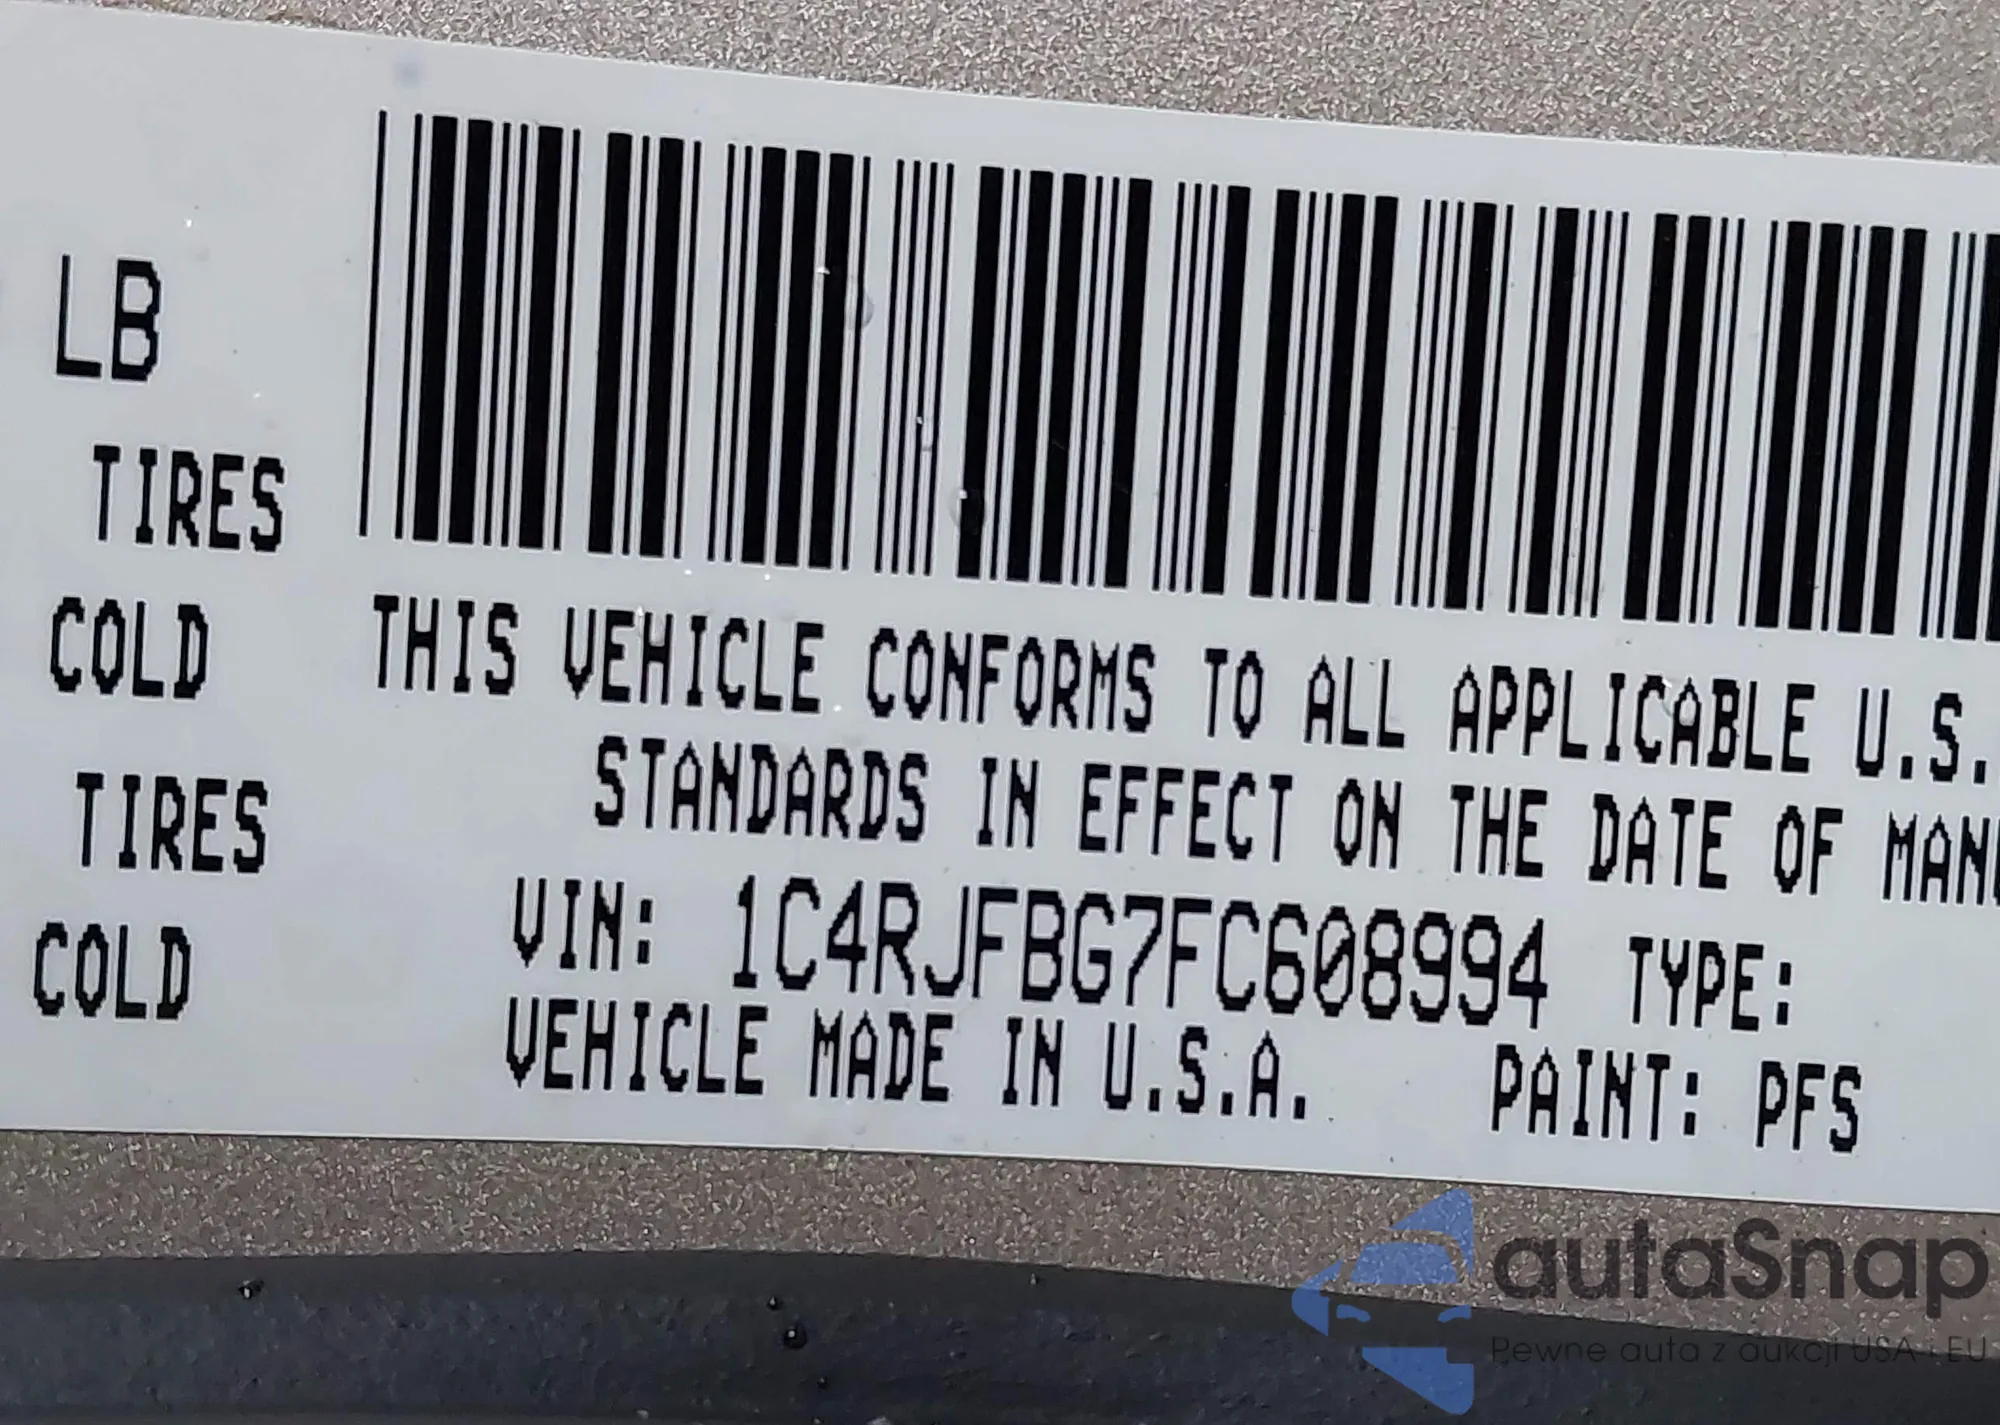 LB
TIRES
COLD
TIRES
COLD
THIS VEHICLE CONFORMS TO ALL APPLICABLE U.S.
STANDARDS IN EFFECT ON THE DATE OF MANU
VIN: 1C4RJFBG7FC608994 TYPE:
VEHICLE MADE IN U.S.A. PAINT: PFS
autaSnap
Pewne auta z aukcji USA i EU